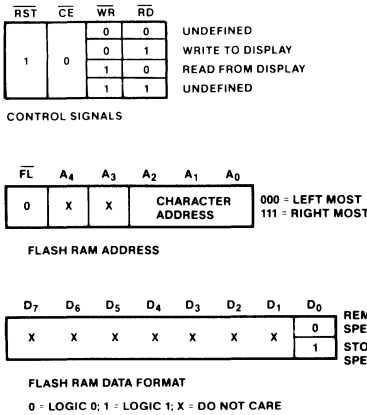 RST CE WR RD
0 0 UNDEFINED
0 1 WRITE TO DISPLAY
1 0
1 0 READ FROM DISPLAY
1 1 UNDEFINED
CONTROL SIGNALS
FL A4 A3 A2 A1 A0
0 X X CHARACTER ADDRESS 000 = LEFT MOST
111 = RIGHT MOST
FLASH RAM ADDRESS
D7 D6 D5 D4 D3 D2 D1 D0
X X X X X X X 0
1
FLASH RAM DATA FORMAT
0 = LOGIC 0; 1 = LOGIC 1; X = DO NOT CARE